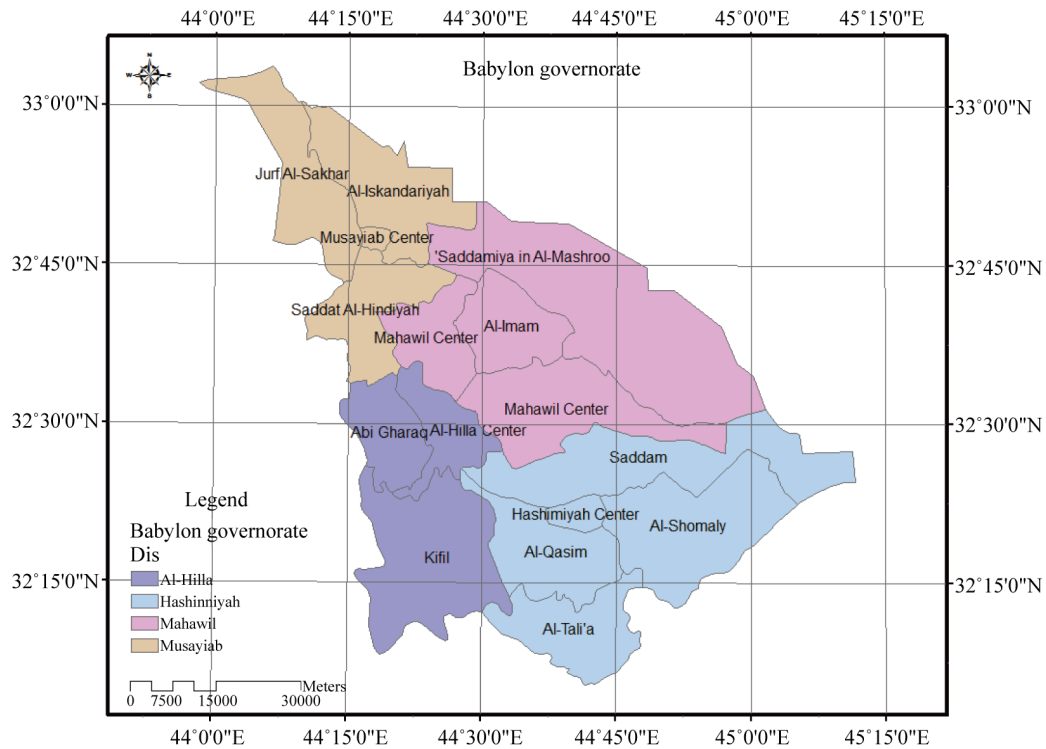 44°0'0"E 44°15'0"E 44°30'0"E 44°45'0"E 45°0'0"E 45°15'0"E
N
W E
S
Babylon governorate
33°0'0"N 33°0'0"N
Jurf Al-Sakhar
Al-Iskandariyah
Musayiab Center
'Saddamiya in Al-Mashroo
32°45'0"N 32°45'0"N
Saddat Al-Hindiyah
Al-Imam
Mahawil Center
Mahawil Center
32°30'0"N 32°30'0"N
Abi Gharaq Al-Hilla Center
Saddam
Legend
Hashimiyah Center
Al-Shomaly
Babylon governorate
Dis
Al-Qasim
Kifil
32°15'0"N 32°15'0"N
Al-Hilla
Hashinniyah
Mahawil
Musayiab
Al-Tali'a
Meters
0 7500 15000 30000
44°0'0"E 44°15'0"E 44°30'0"E 44°45'0"E 45°0'0"E 45°15'0"E